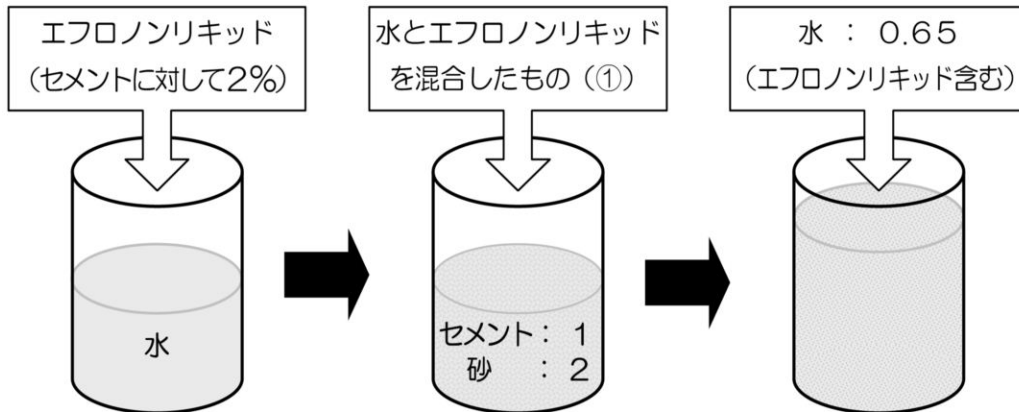 エフロノンリキッド
（セメントに対して2%）
水とエフロノンリキッド
を混合したもの（①）
水 ： 0.65
（エフロノンリキッド含む）
水
セメント： 1
砂 ： 2